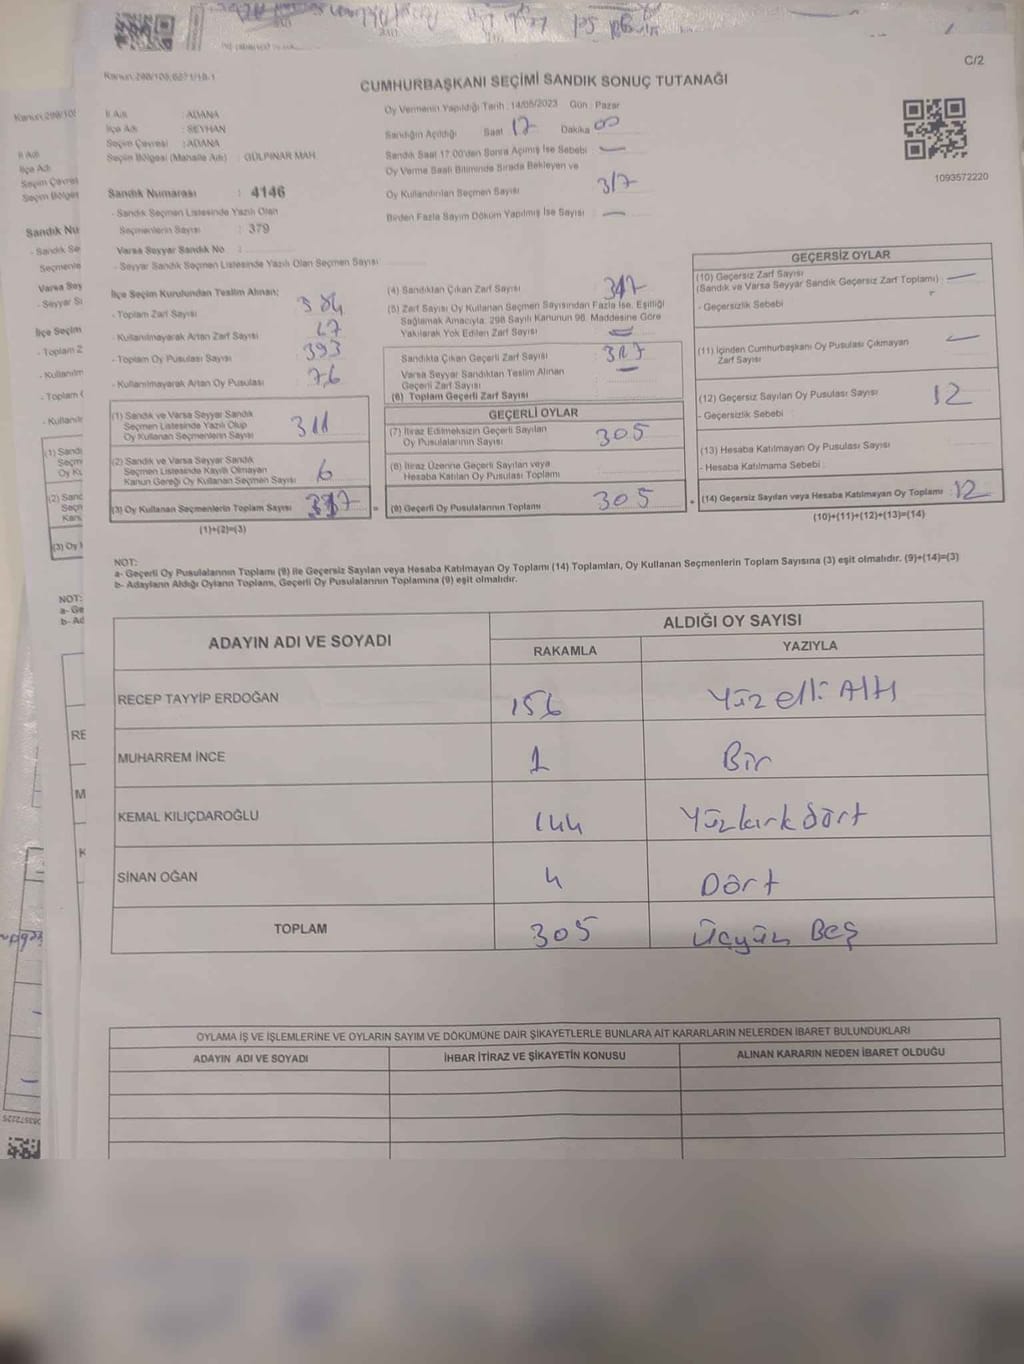 C/2
Kanun:298/105,6271/18-1
CUMHURBAŞKANI SEÇİMİ SANDIK SONUÇ TUTANAĞI
İl Adı : ADANA
İlçe Adı : SEYHAN
Seçim Çevresi : ADANA
Seçim Bölgesi (Mahalle Adı) : GÜLPINAR MAH.
Sandık Numarası : 4146
- Sandık Seçmen Listesinde Yazılı Olan
Seçmenlerin Sayısı : 379
Varsa Seyyar Sandık No :
- Seyyar Sandık Seçmen Listesinde Yazılı Olan Seçmen Sayısı
Oy Vermenin Yapıldığı Tarih : 14/05/2023 Gün : Pazar
Sandığın Açıldığı Saat 17 Dakika 00
Sandık Saat 17.00'den Sonra Açılmış İse Sebebi : —
Oy Verme Saati Bitiminde Sırada Bekleyen ve
Oy Kullandırılan Seçmen Sayısı : 317
Birden Fazla Sayım Döküm Yapılmış İse Sayısı : —
1093572220
İlçe Seçim Kurulundan Teslim Alınan;
- Toplam Zarf Sayısı : 384
- Kullanılmayarak Artan Zarf Sayısı : 67
- Toplam Oy Pusulası Sayısı : 393
- Kullanılmayarak Artan Oy Pusulası : 76
(1) Sandık ve Varsa Seyyar Sandık
Seçmen Listesinde Yazılı Olup
Oy Kullanan Seçmenlerin Sayısı 311
(2) Sandık ve Varsa Seyyar Sandık
Seçmen Listesinde Kayıtlı Olmayan
Kanun Gereği Oy Kullanan Seçmen Sayısı 6
(3) Oy Kullanan Seçmenlerin Toplam Sayısı 317
(1)+(2)=(3)
(4) Sandıktan Çıkan Zarf Sayısı : 317
(5) Zarf Sayısı Oy Kullanan Seçmen Sayısından Fazla İse, Eşitliği
Sağlamak Amacıyla; 298 Sayılı Kanunun 98. Maddesine Göre
Yakılarak Yok Edilen Zarf Sayısı : —
Sandıkta Çıkan Geçerli Zarf Sayısı : 317
Varsa Seyyar Sandıktan Teslim Alınan
Geçerli Zarf Sayısı : —
(6) Toplam Geçerli Zarf Sayısı
GEÇERLİ OYLAR
(7) İtiraz Edilmeksizin Geçerli Sayılan
Oy Pusulalarının Sayısı 305
(8) İtiraz Üzerine Geçerli Sayılan veya
Hesaba Katılan Oy Pusulası Toplamı
(9) Geçerli Oy Pusulalarının Toplamı 305
GEÇERSİZ OYLAR
(10) Geçersiz Zarf Sayısı
(Sandık ve Varsa Seyyar Sandık Geçersiz Zarf Toplamı) : —
- Geçersizlik Sebebi
(11) İçinden Cumhurbaşkanı Oy Pusulası Çıkmayan
Zarf Sayısı —
(12) Geçersiz Sayılan Oy Pusulası Sayısı 12
- Geçersizlik Sebebi
(13) Hesaba Katılmayan Oy Pusulası Sayısı
- Hesaba Katılmama Sebebi
(14) Geçersiz Sayılan veya Hesaba Katılmayan Oy Toplamı 12
(10)+(11)+(12)+(13)=(14)
NOT:
a- Geçerli Oy Pusulalarının Toplamı (9) ile Geçersiz Sayılan veya Hesaba Katılmayan Oy Toplamı (14) Toplamları, Oy Kullanan Seçmenlerin Toplam Sayısına (3) eşit olmalıdır. (9)+(14)=(3)
b- Adayların Aldığı Oyların Toplamı, Geçerli Oy Pusulalarının Toplamına (9) eşit olmalıdır.
ADAYIN ADI VE SOYADI ALDIĞI OY SAYISI
RAKAMLA YAZIYLA
RECEP TAYYİP ERDOĞAN 156 Yüz elli Altı
MUHARREM İNCE 1 Bir
KEMAL KILIÇDAROĞLU 144 Yüzkırk dört
SİNAN OĞAN 4 Dört
TOPLAM 305 Üçyüz Beş
OYLAMA İŞ VE İŞLEMLERİNE VE OYLARIN SAYIM VE DÖKÜMÜNE DAİR ŞİKAYETLERLE BUNLARA AİT KARARLARIN NELERDEN İBARET BULUNDUKLARI
ADAYIN ADI VE SOYADI İHBAR İTİRAZ VE ŞİKAYETİN KONUSU ALINAN KARARIN NEDEN İBARET OLDUĞU